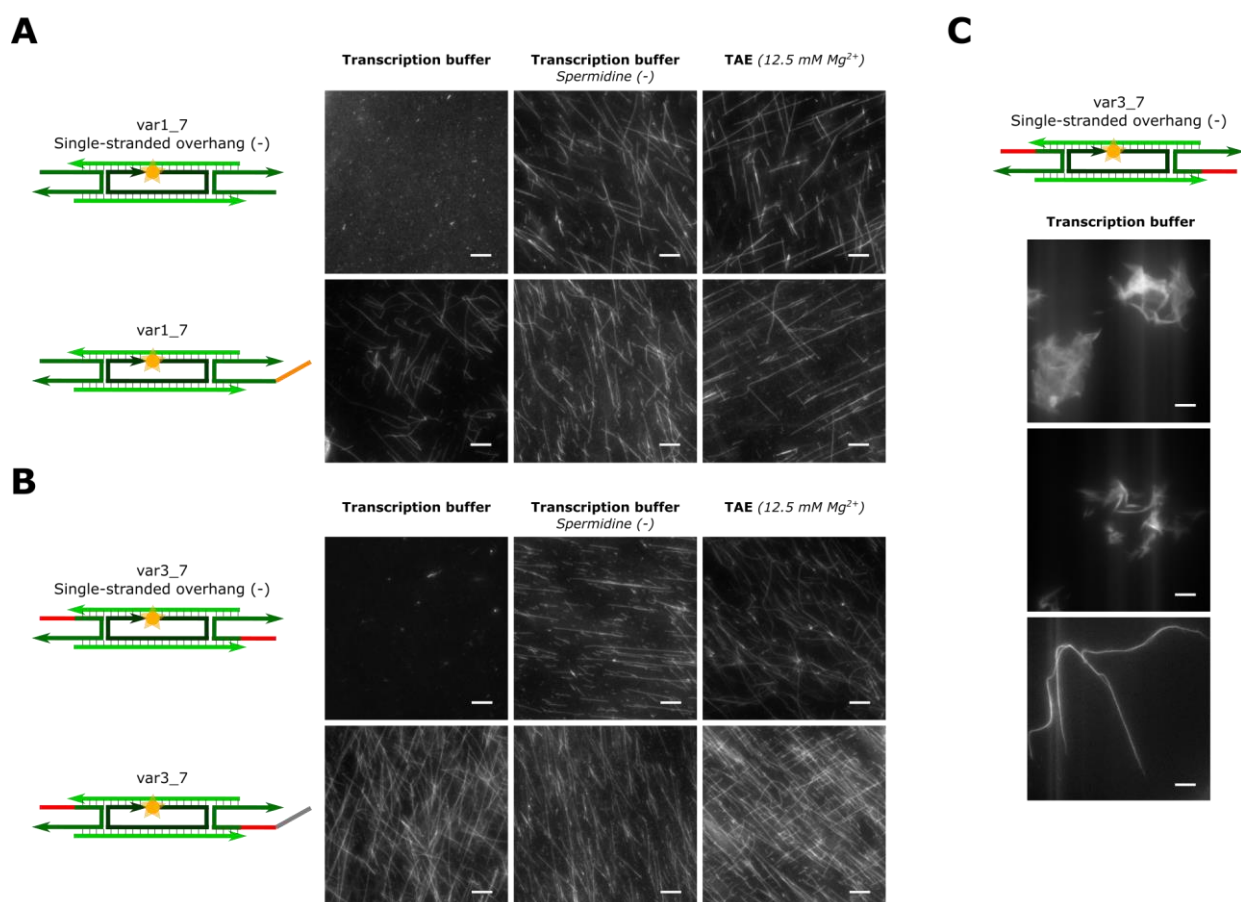 A
Transcription buffer
Transcription buffer
Spermidine (-)
TAE (12.5 mM Mg²⁺)
var1_7
Single-stranded overhang (-)
var1_7
B
Transcription buffer
Transcription buffer
Spermidine (-)
TAE (12.5 mM Mg²⁺)
var3_7
Single-stranded overhang (-)
var3_7
C
var3_7
Single-stranded overhang (-)
Transcription buffer